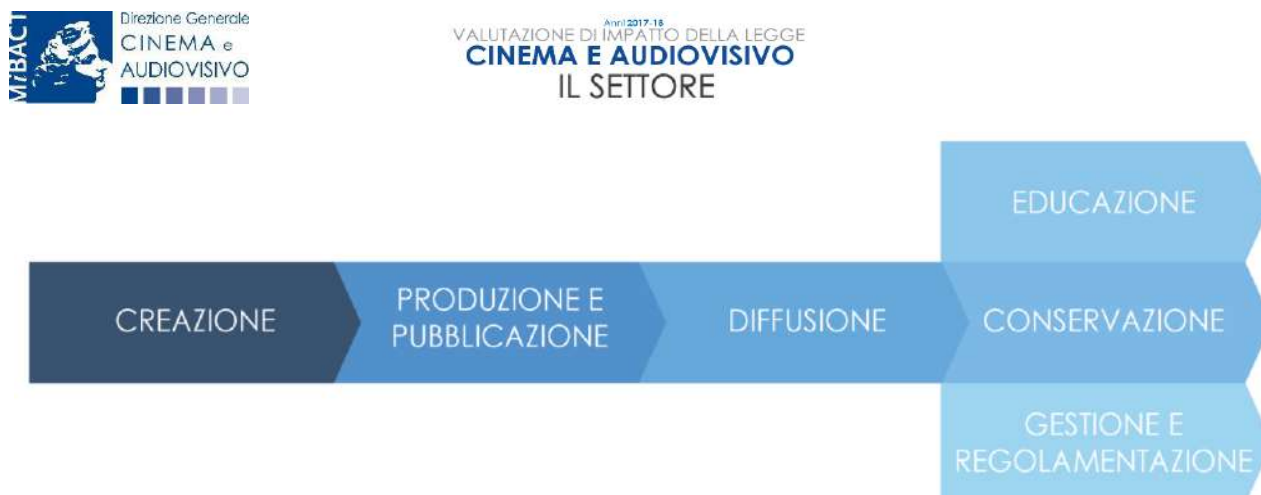 MiBACT
Direzione Generale
CINEMA e
AUDIOVISIVO
Anni 2017-18
VALUTAZIONE DI IMPATTO DELLA LEGGE
CINEMA E AUDIOVISIVO
IL SETTORE
EDUCAZIONE
CREAZIONE
PRODUZIONE E
PUBBLICAZIONE
DIFFUSIONE
CONSERVAZIONE
GESTIONE E
REGOLAMENTAZIONE